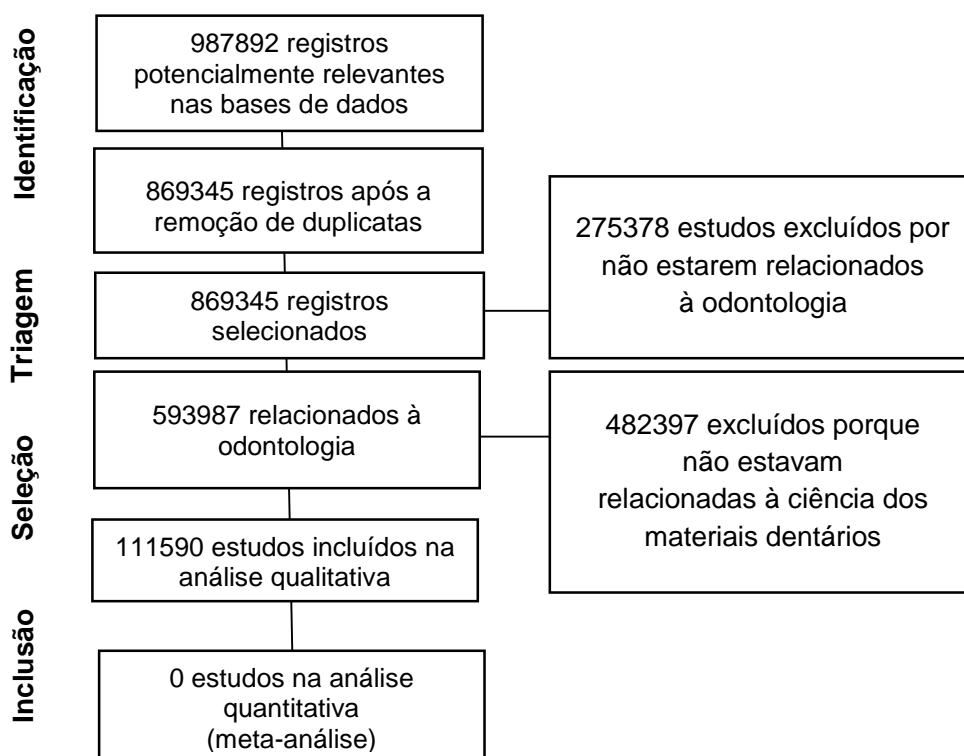 Identificação
987892 registros
potencialmente relevantes
nas bases de dados
869345 registros após a
remoção de duplicatas
Triagem
869345 registros
selecionados
275378 estudos excluídos por
não estarem relacionados
à odontologia
Seleção
593987 relacionados à
odontologia
482397 excluídos porque
não estavam
relacionadas à ciência dos
materiais dentários
111590 estudos incluídos na
análise qualitativa
Inclusão
0 estudos na análise
quantitativa
(meta-análise)